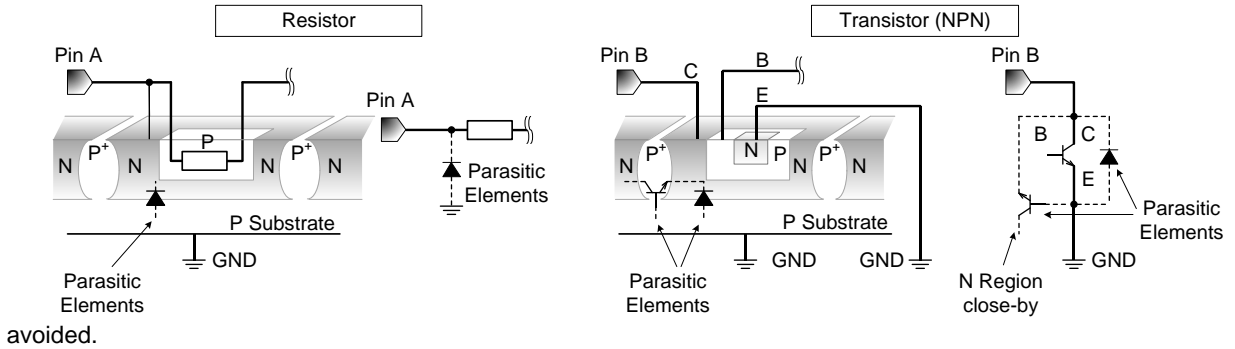 Resistor
Transistor (NPN)
Pin A
Pin B
Pin B
C
B
E
Pin A
B
C
E
N
P+
N
P
N
P+
N
N
P+
N
N
P
P+
N
Parasitic
Elements
Parasitic
Elements
P Substrate
P Substrate
GND
GND
GND
GND
Parasitic
Elements
Parasitic
Elements
N Region
close-by
avoided.